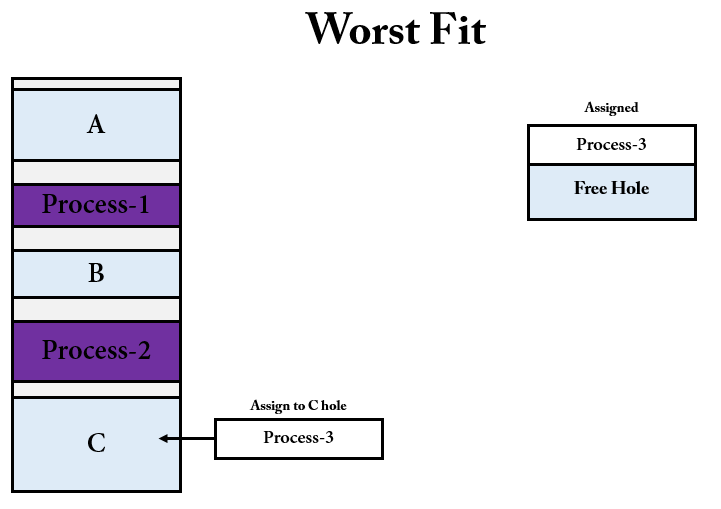 Worst Fit
A
Process-1
B
Process-2
C
Assign to C hole
Process-3
Assigned
Process-3
Free Hole